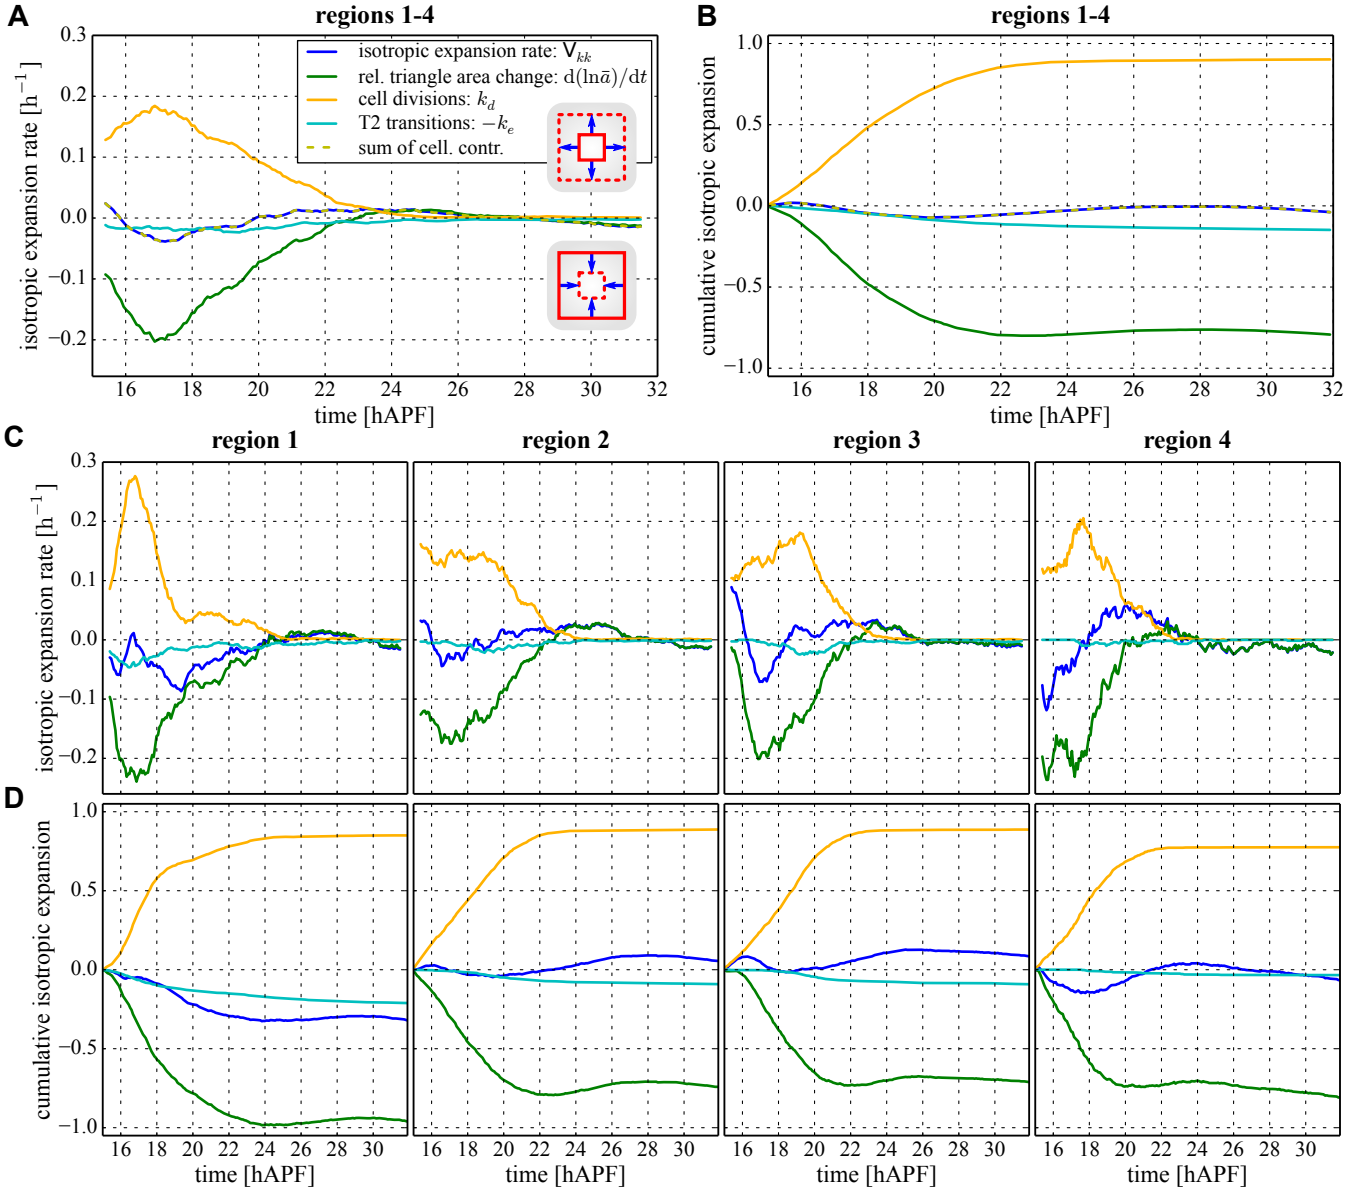 A
regions 1-4
isotropic expansion rate [h⁻¹]
0.3
0.2
0.1
0.0
−0.1
−0.2
isotropic expansion rate: V_kk
rel. triangle area change: d(lnā)/dt
cell divisions: k_d
T2 transitions: −k_e
sum of cell. contr.
16 18 20 22 24 26 28 30 32
time [hAPF]
B
regions 1-4
cumulative isotropic expansion
1.0
0.5
0.0
−0.5
−1.0
16 18 20 22 24 26 28 30 32
time [hAPF]
C
region 1
region 2
region 3
region 4
isotropic expansion rate [h⁻¹]
0.3
0.2
0.1
0.0
−0.1
−0.2
D
cumulative isotropic expansion
1.0
0.5
0.0
−0.5
−1.0
16 18 20 22 24 26 28 30
time [hAPF]
16 18 20 22 24 26 28 30
time [hAPF]
16 18 20 22 24 26 28 30
time [hAPF]
16 18 20 22 24 26 28 30
time [hAPF]